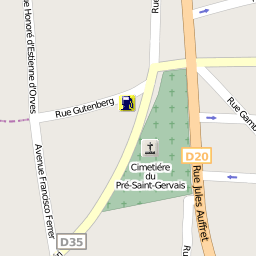 ue Honoré
d'Estienne d'Orves
Rue Gutenberg
Rue Gamb
D20
Cimetière
du
Pré-Saint-Gervais
Rue Jules Auffret
Avenue Francisco Ferrer
D35